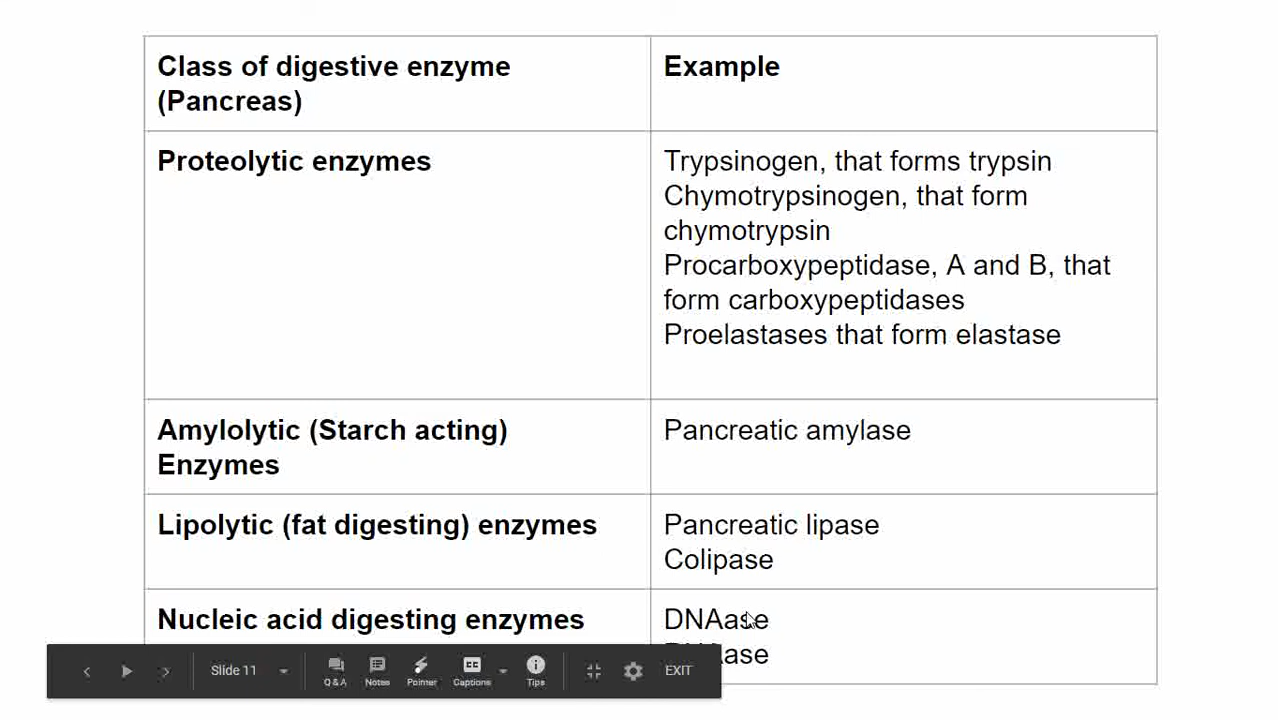 Class of digestive enzyme
(Pancreas)
Example
Proteolytic enzymes
Trypsinogen, that forms trypsin
Chymotrypsinogen, that form
chymotrypsin
Procarboxypeptidase, A and B, that
form carboxypeptidases
Proelastases that form elastase
Amylolytic (Starch acting)
Enzymes
Pancreatic amylase
Lipolytic (fat digesting) enzymes
Pancreatic lipase
Colipase
Nucleic acid digesting enzymes
DNAase
Slide 11
Q & A
Notes
Pointer
CC
Captions
Tips
EXIT